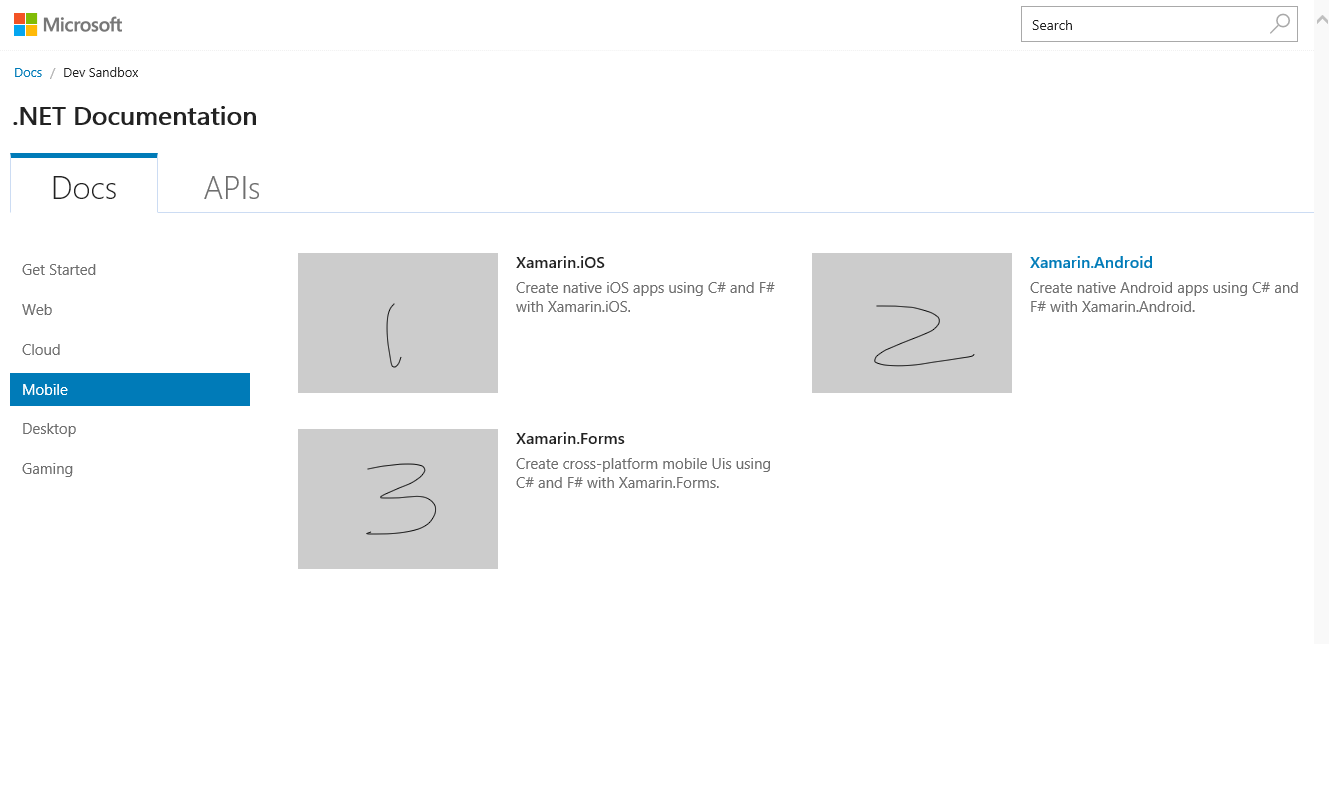 Microsoft
Search
Docs / Dev Sandbox
.NET Documentation
Docs
APIs
Get Started
Web
Cloud
Mobile
Desktop
Gaming
1
Xamarin.iOS
Create native iOS apps using C# and F#
with Xamarin.iOS.
2
Xamarin.Android
Create native Android apps using C# and
F# with Xamarin.Android.
3
Xamarin.Forms
Create cross-platform mobile Uis using
C# and F# with Xamarin.Forms.